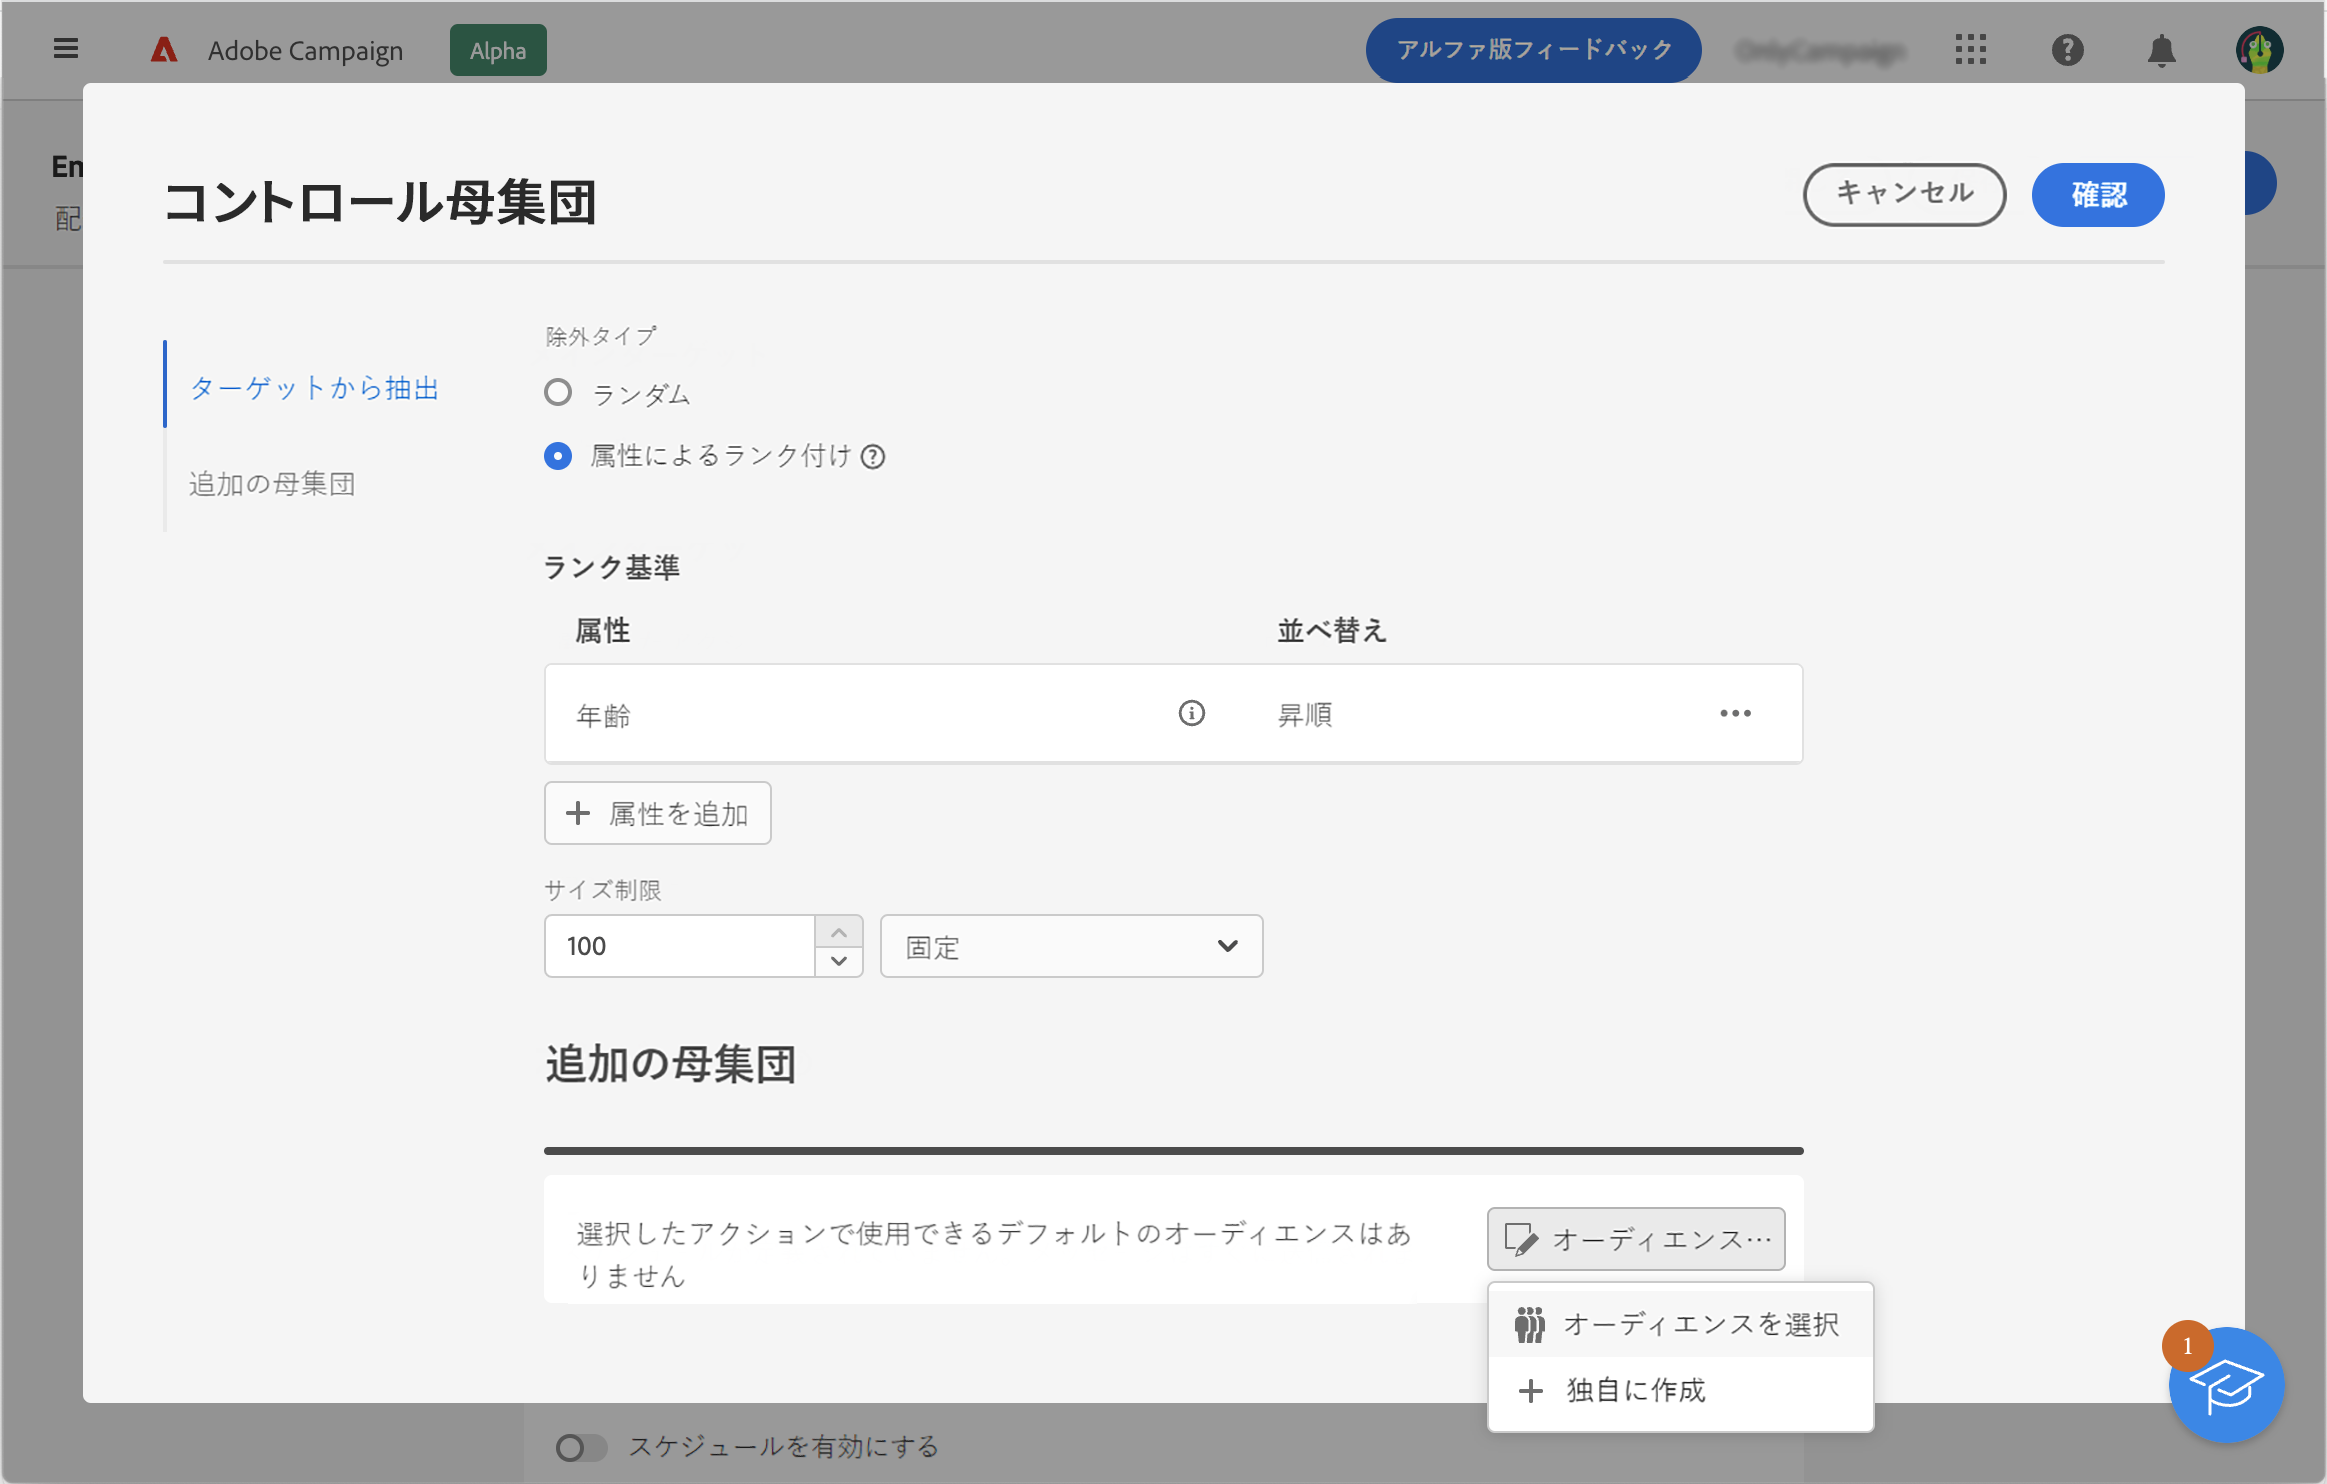 Adobe Campaign
Alpha
アルファ版フィードバック
En
配
コントロール母集団
キャンセル
確認
ターゲットから抽出
追加の母集団
除外タイプ
ランダム
属性によるランク付け
ランク基準
属性
並べ替え
年齢
昇順
属性を追加
サイズ制限
100
固定
追加の母集団
選択したアクションで使用できるデフォルトのオーディエンスはあ
りません
オーディエンス…
オーディエンスを選択
独自に作成
1
スケジュールを有効にする